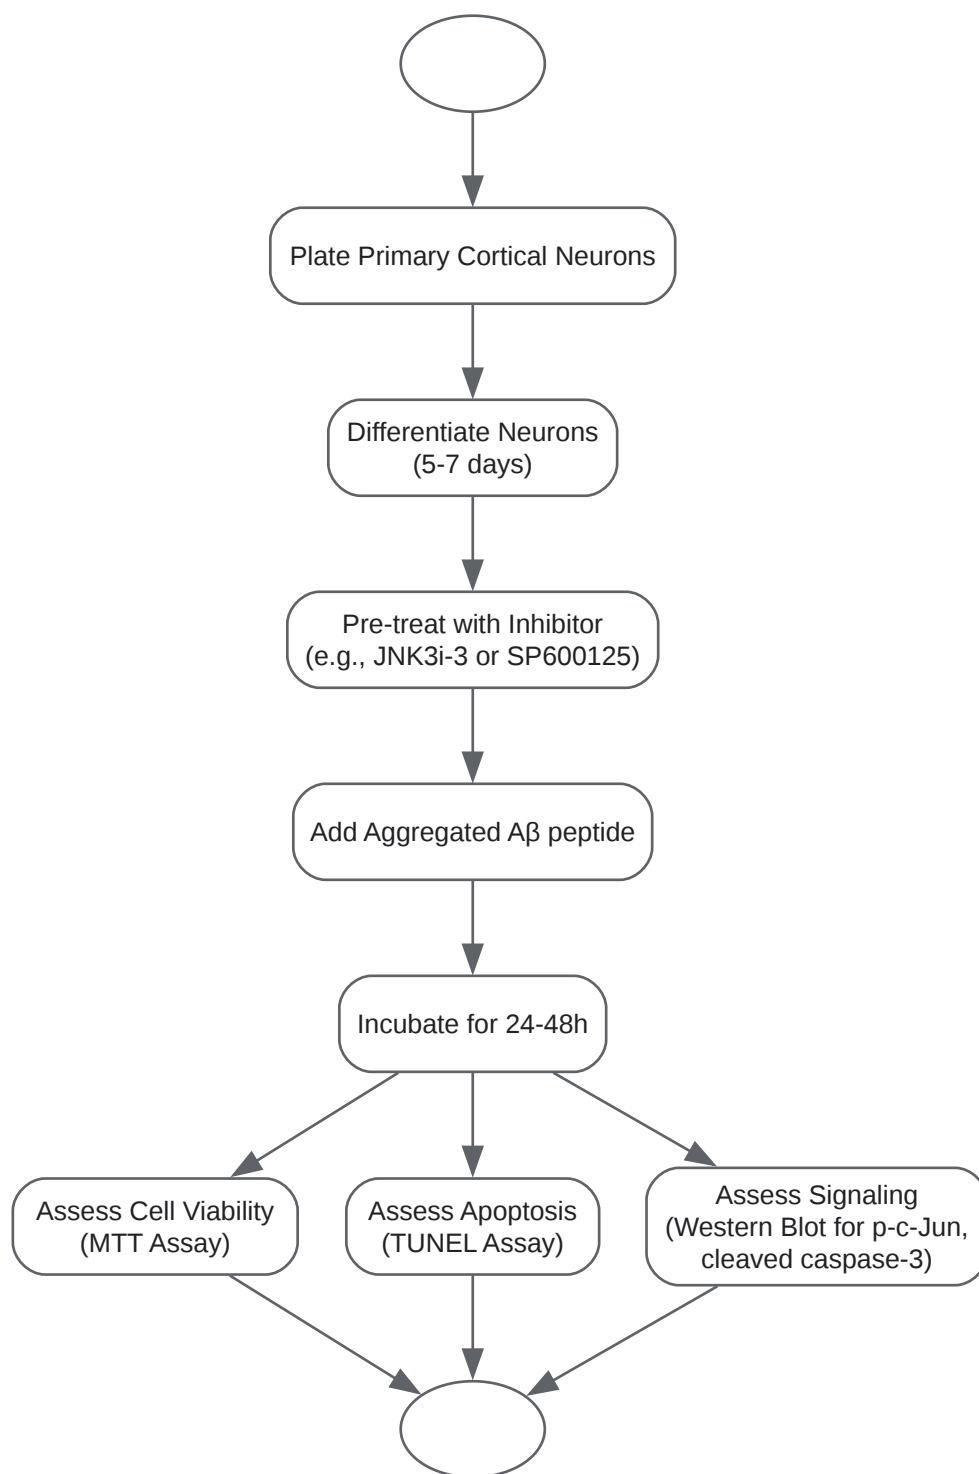 Plate Primary Cortical Neurons
Differentiate Neurons
(5-7 days)
Pre-treat with Inhibitor
(e.g., JNK3i-3 or SP600125)
Add Aggregated Aβ peptide
Incubate for 24-48h
Assess Cell Viability
(MTT Assay)
Assess Apoptosis
(TUNEL Assay)
Assess Signaling
(Western Blot for p-c-Jun,
cleaved caspase-3)